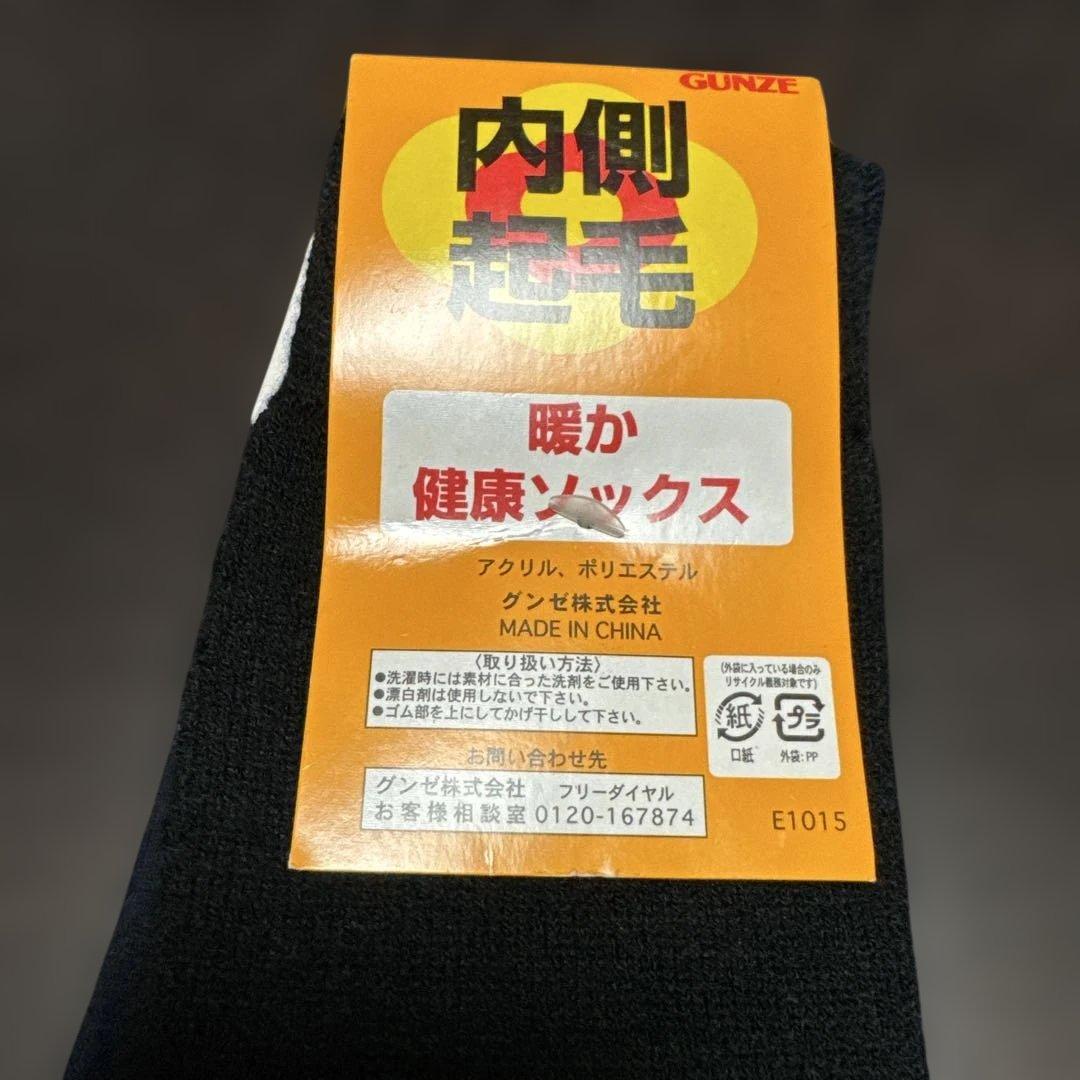 GUNZE
内側
起毛
暖か
健康ソックス
アクリル、ポリエステル
グンゼ株式会社
MADE IN CHINA
〈取り扱い方法〉
●洗濯時には素材に合った洗剤をご使用下さい。
●漂白剤は使用しないで下さい。
●ゴム部を上にしてかげ干しして下さい。
(外袋に入っている場合のみ
リサイクル義務対象です)
紙 プラ
口紙 外袋:PP
お問い合わせ先
グンゼ株式会社 フリーダイヤル
お客様相談室 0120-167874
E1015